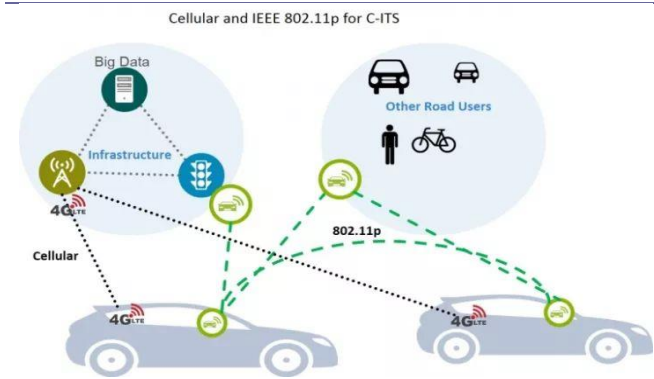 Cellular and IEEE 802.11p for C-ITS
Big Data
Infrastructure
4G LTE
Cellular
Other Road Users
802.11p
4G LTE
4G LTE